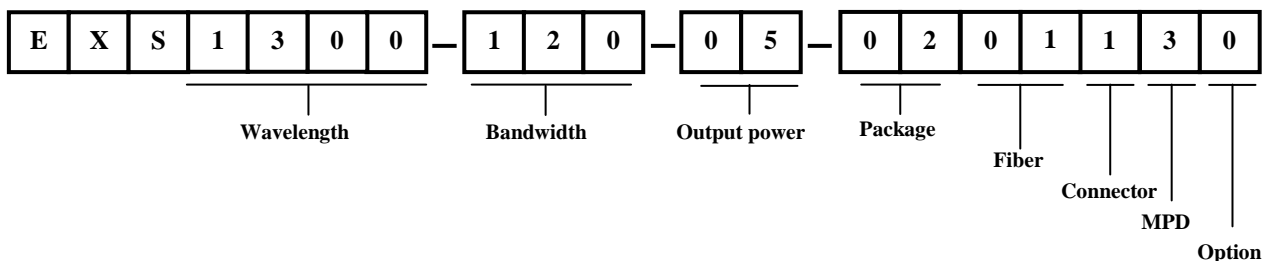 E X S 1 3 0 0 – 1 2 0 – 0 5 – 0 2 0 1 1 3 0
Wavelength Bandwidth Output power Package
Fiber
Connector
MPD
Option